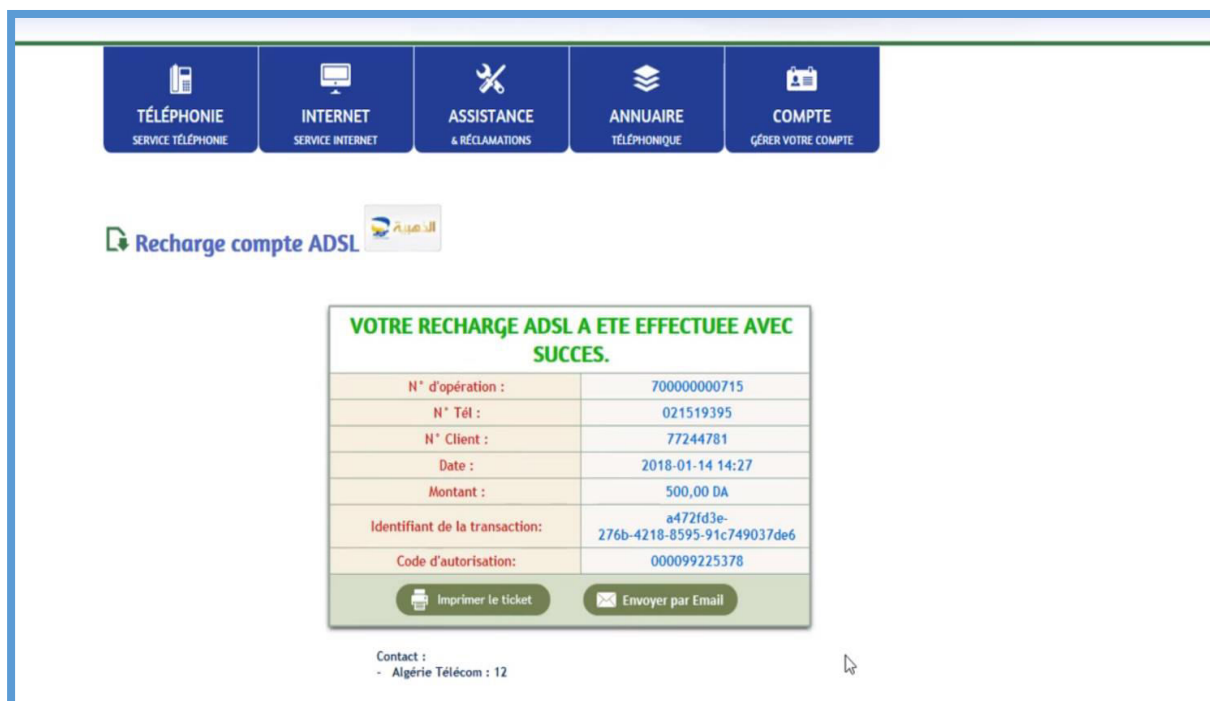 TÉLÉPHONIE
SERVICE TÉLÉPHONIE
INTERNET
SERVICE INTERNET
ASSISTANCE
& RÉCLAMATIONS
ANNUAIRE
TÉLÉPHONIQUE
COMPTE
GÉRER VOTRE COMPTE
Recharge compte ADSL
الذهبية
VOTRE RECHARGE ADSL A ETE EFFECTUEE AVEC
SUCCES.
N° d'opération : 700000000715
N° Tél : 021519395
N° Client : 77244781
Date : 2018-01-14 14:27
Montant : 500,00 DA
Identifiant de la transaction: a472fd3e-
276b-4218-8595-91c749037de6
Code d'autorisation: 000099225378
Imprimer le ticket Envoyer par Email
Contact :
- Algérie Télécom : 12